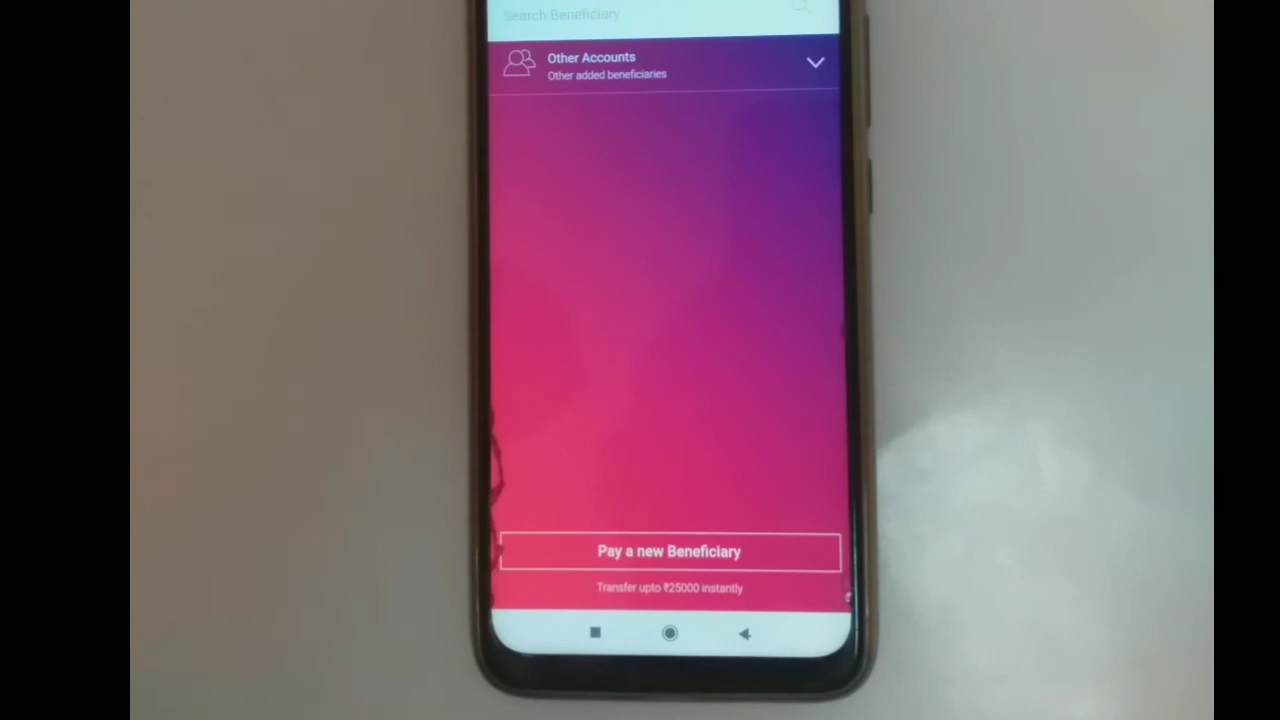 Search Beneficiary
Other Accounts
Other added beneficiaries
Pay a new Beneficiary
Transfer upto ₹25000 instantly